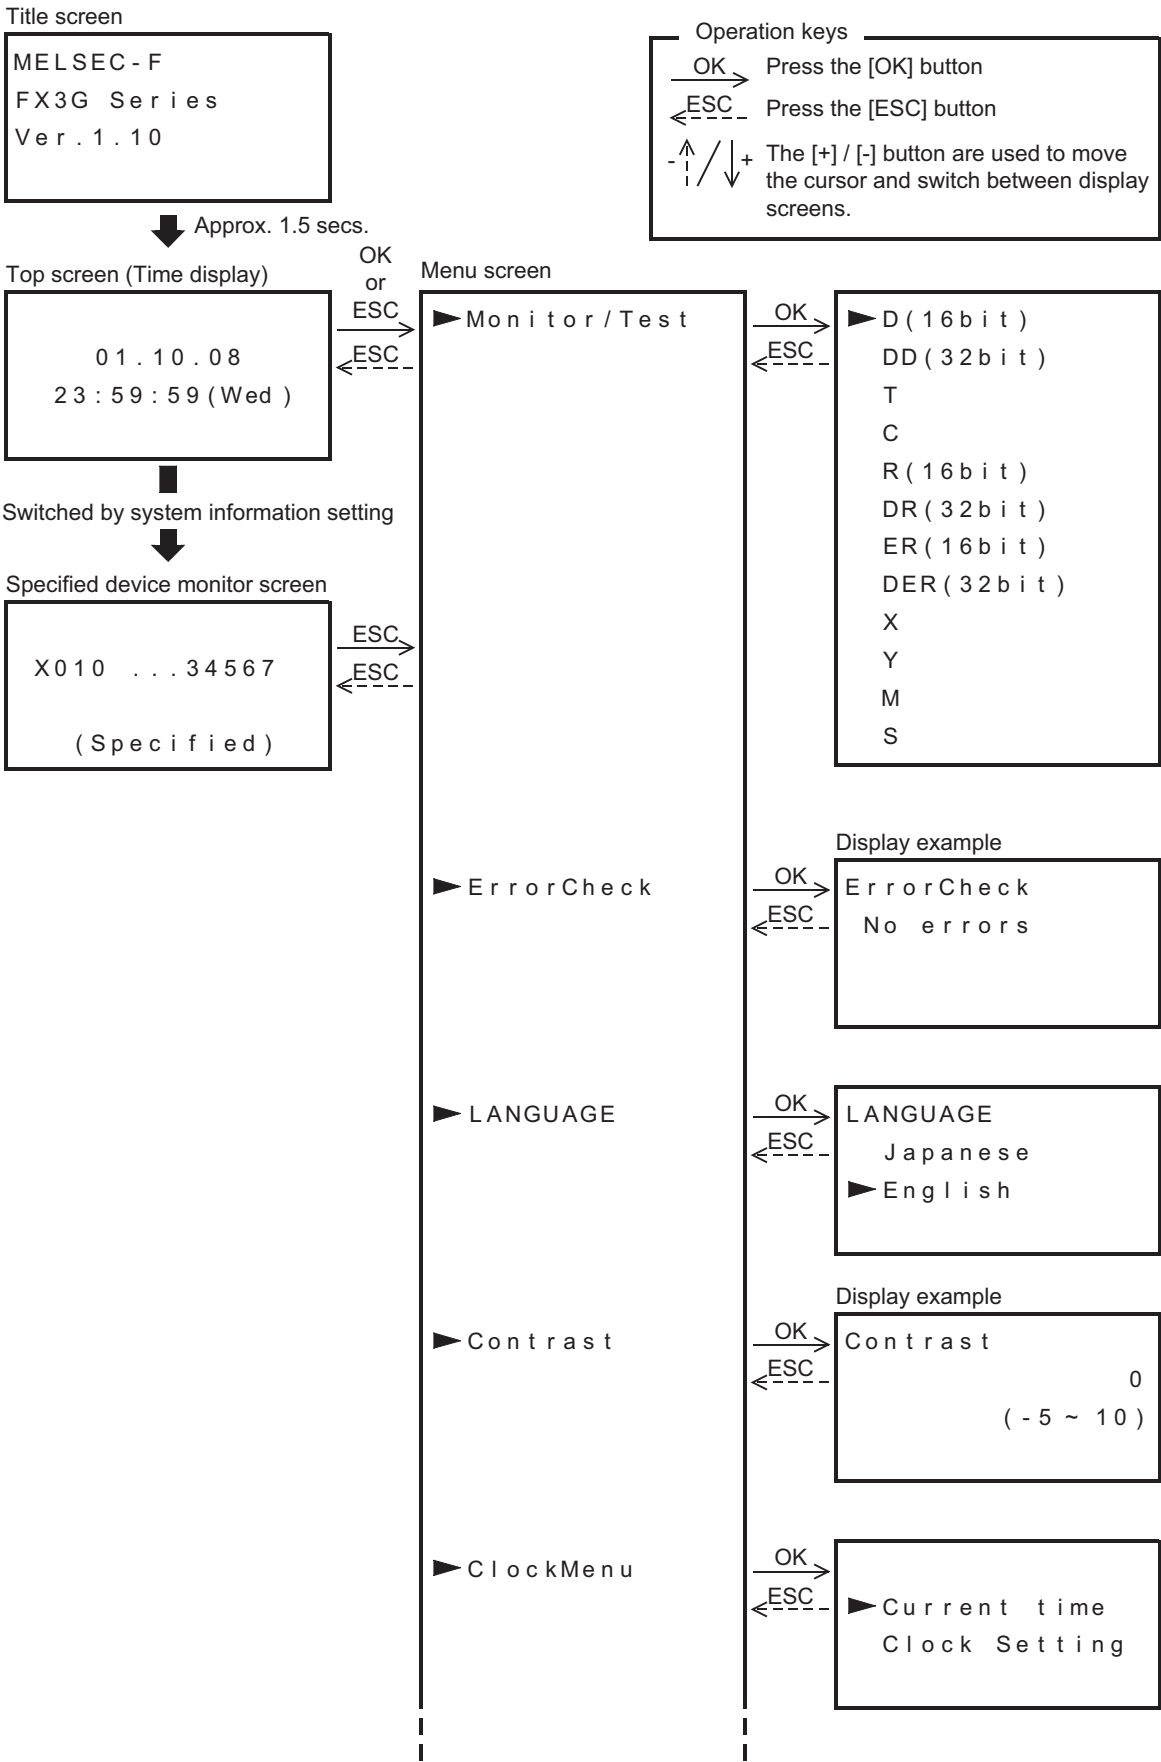 Title screen
MELSEC-F
FX3G Series
Ver.1.10
Operation keys
OK Press the [OK] button
ESC Press the [ESC] button
- / + The [+] / [-] button are used to move
the cursor and switch between display
screens.
Approx. 1.5 secs.
Top screen (Time display)
01.10.08
23:59:59(Wed)
OK
or
ESC
ESC
Switched by system information setting
Specified device monitor screen
X010 ...34567
(Specified)
ESC
ESC
Menu screen
Monitor/Test
OK
ESC
D(16bit)
DD(32bit)
T
C
R(16bit)
DR(32bit)
ER(16bit)
DER(32bit)
X
Y
M
S
ErrorCheck
OK
ESC
Display example
ErrorCheck
No errors
LANGUAGE
OK
ESC
LANGUAGE
Japanese
English
Contrast
OK
ESC
Display example
Contrast
0
(-5 ~ 10)
ClockMenu
OK
ESC
Current time
Clock Setting